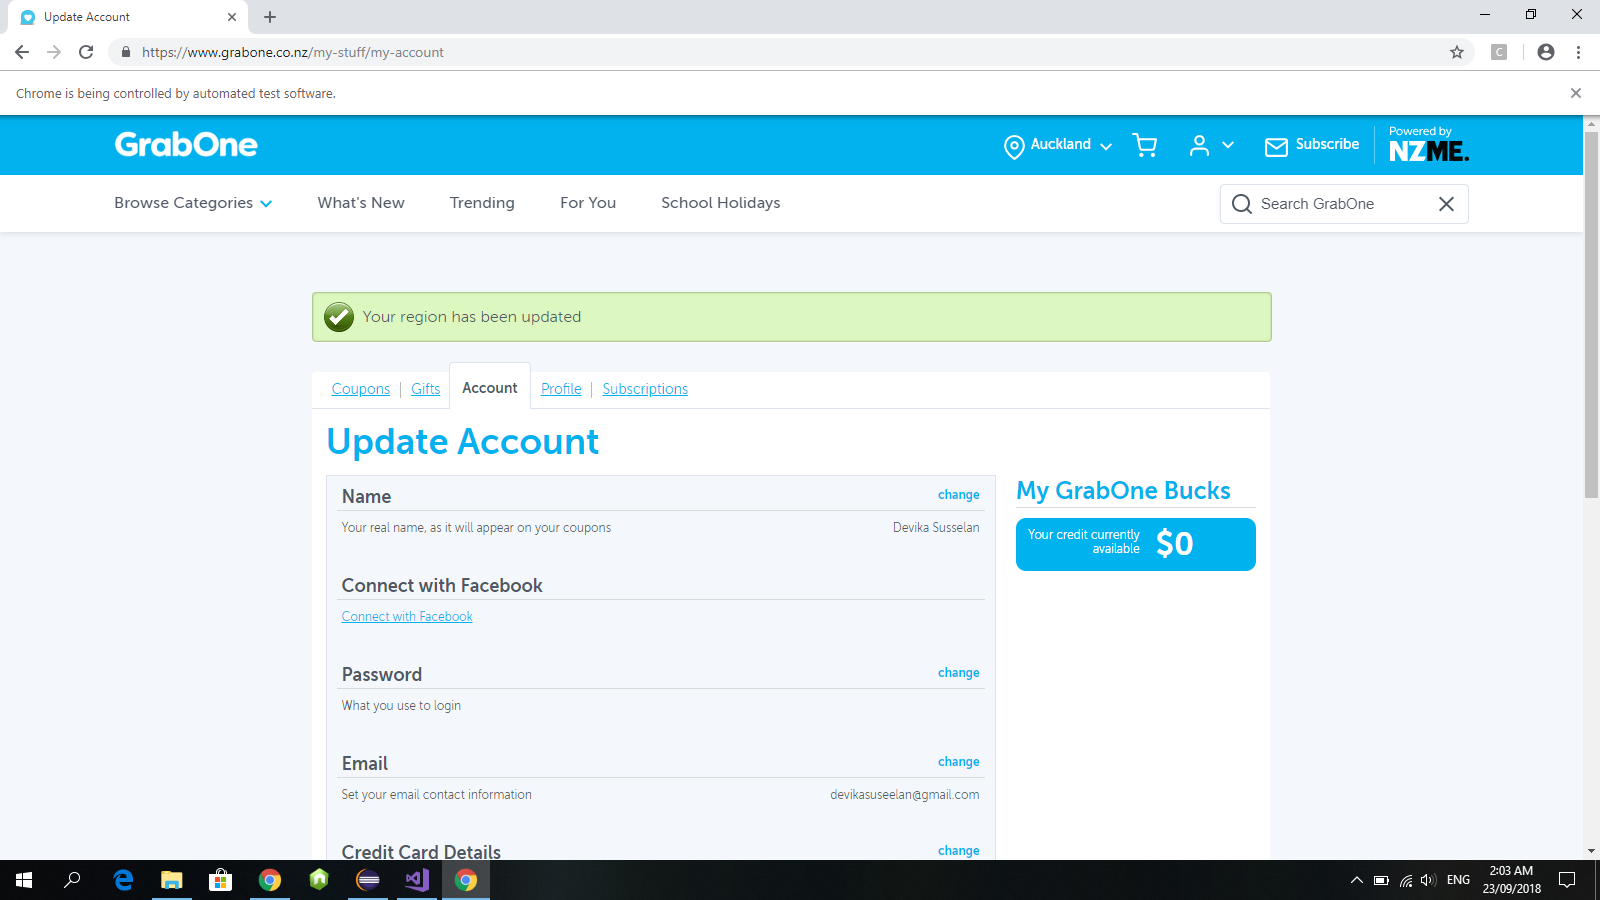 Update Account
https://www.grabone.co.nz/my-stuff/my-account
C
Chrome is being controlled by automated test software.
GrabOne
Auckland
Subscribe
Powered by
NZME.
Browse Categories
What's New
Trending
For You
School Holidays
Search GrabOne
Your region has been updated
Coupons
Gifts
Account
Profile
Subscriptions
Update Account
Name
change
Your real name, as it will appear on your coupons
Devika Susselan
Connect with Facebook
Connect with Facebook
Password
change
What you use to login
Email
change
Set your email contact information
devikasuseelan@gmail.com
Credit Card Details
change
My GrabOne Bucks
Your credit currently
available
$0
ENG
2:03 AM
23/09/2018